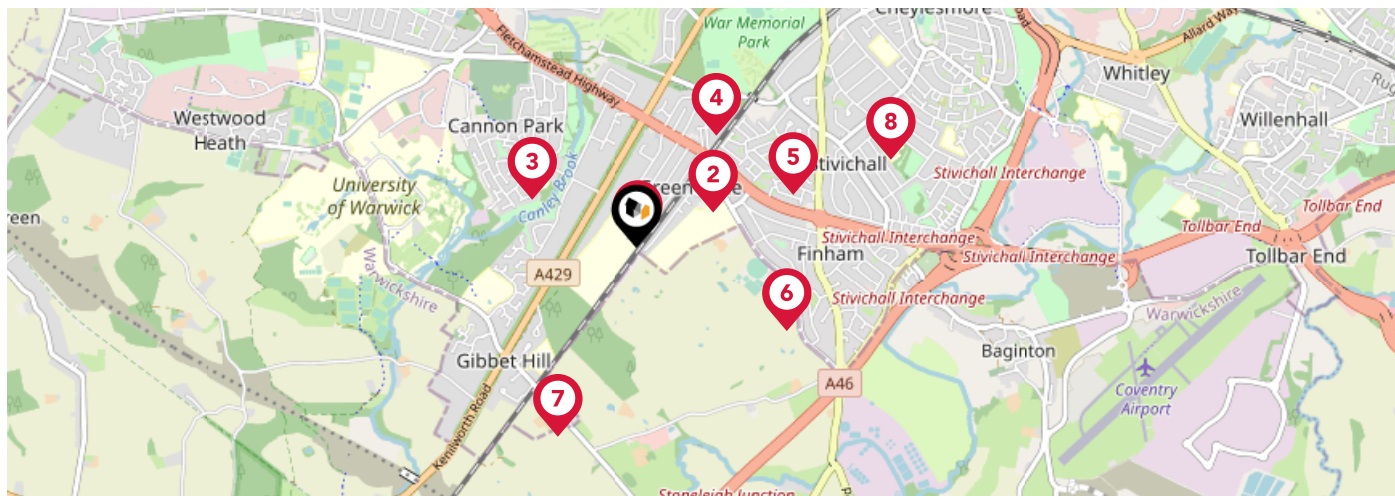 Cheylesmore
War Memorial
Park
Fletchamstead Highway
Allard Way
Whitley
Westwood
Heath
Cannon Park
4
8
Willenhall
3
5
Stivichall
2
Stivichall Interchange
University
of Warwick
Canley Brook
Tollbar End
Tollbar End
Stivichall Interchange
Finham
Stivichall Interchange
Tollbar End
A429
Warwickshire
6
Stivichall Interchange
Warwickshire
Gibbet Hill
Baginton
A46
Coventry
Airport
7
Kenilworth Road
Stoneleigh Junction